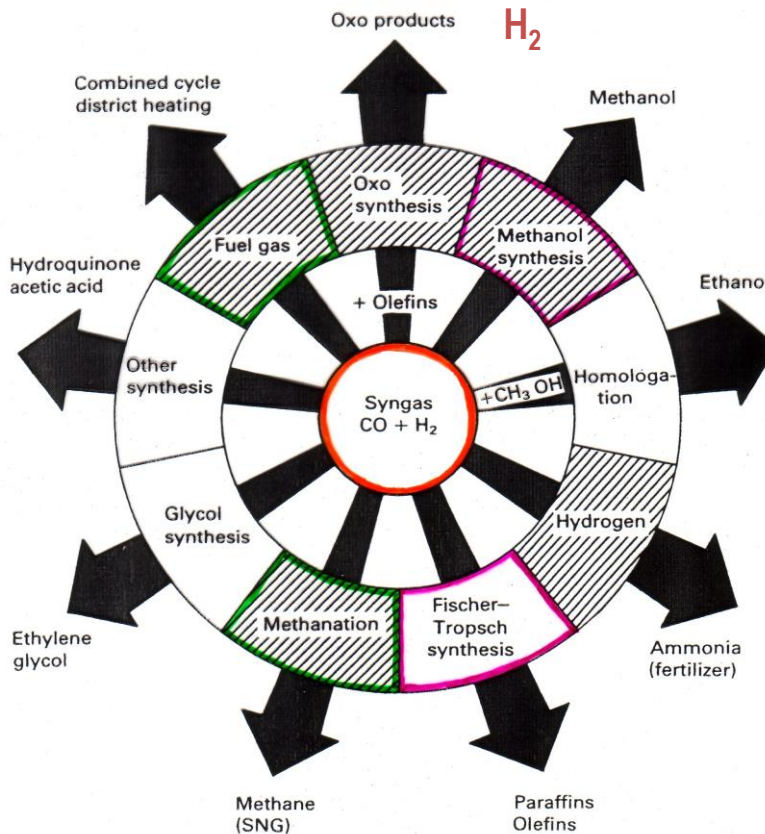 Oxo products
H₂
Combined cycle
district heating
Methanol
Oxo
synthesis
Fuel gas
Methanol
synthesis
Hydroquinone
acetic acid
+ Olefins
Ethano
Other
synthesis
Syngas
CO + H₂
+CH₃ OH
Homologa-
tion
Glycol
synthesis
Hydrogen
Methanation
Fischer–
Tropsch
synthesis
Ethylene
glycol
Ammonia
(fertilizer)
Methane
(SNG)
Paraffins
Olefins